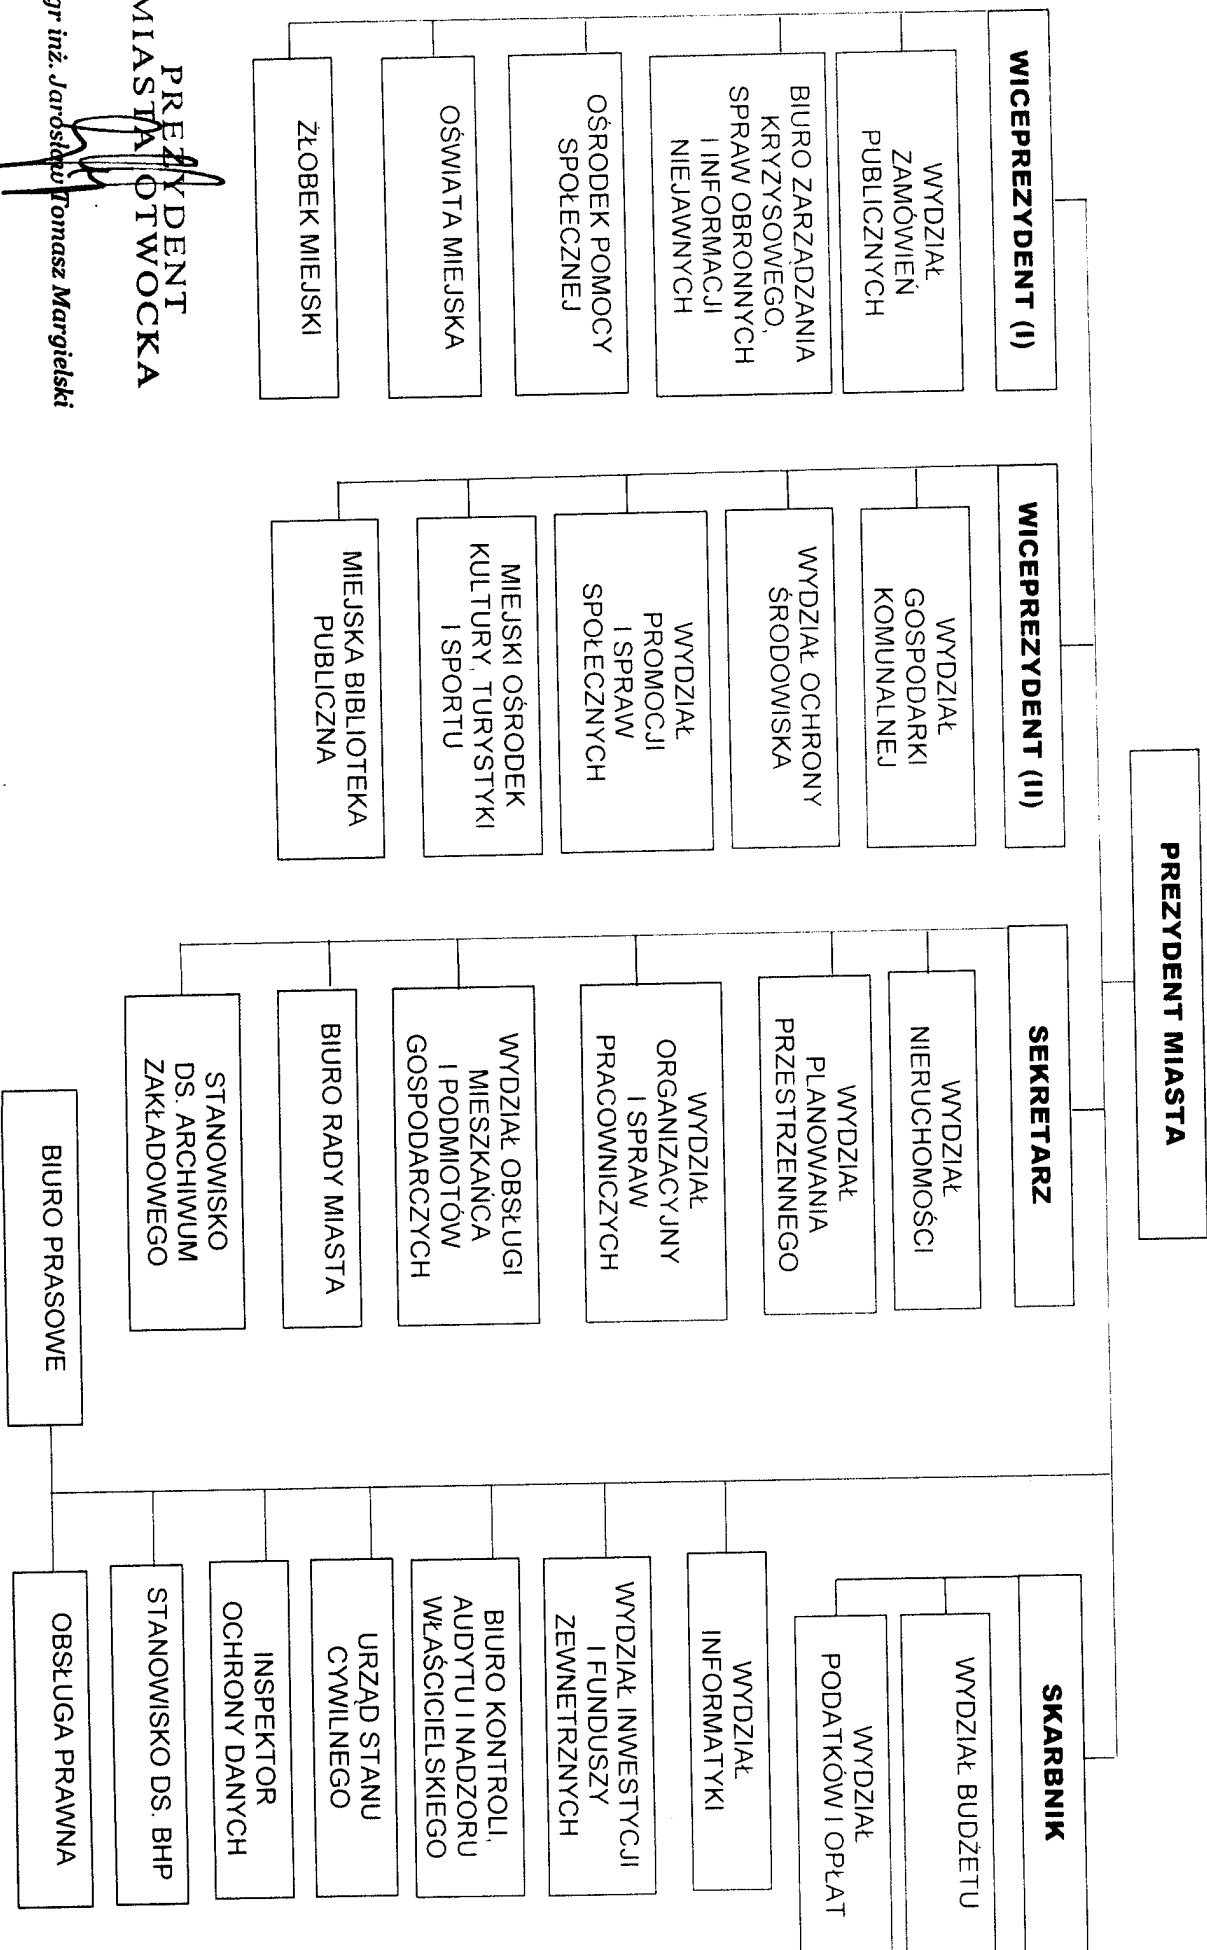 PREZYDENT MIASTA
WICEPREZYDENT (I)
WYDZIAŁ
ZAMÓWIEŃ
PUBLICZNYCH
BIURO ZARZĄDZANIA
KRYZYSOWEGO,
SPRAW OBRONNYCH
I INFORMACJI
NIEJAWNYCH
OŚRODEK POMOCY
SPOŁECZNEJ
OŚWIATA MIEJSKA
ŻŁOBEK MIEJSKI
WICEPREZYDENT (II)
WYDZIAŁ
GOSPODARKI
KOMUNALNEJ
WYDZIAŁ OCHRONY
ŚRODOWISKA
WYDZIAŁ
PROMOCJI
I SPRAW
SPOŁECZNYCH
MIEJSKI OŚRODEK
KULTURY, TURYSTYKI
I SPORTU
MIEJSKA BIBLIOTEKA
PUBLICZNA
SEKRETARZ
WYDZIAŁ
NIERUCHOMOŚCI
WYDZIAŁ
PLANOWANIA
PRZESTRZENNEGO
WYDZIAŁ
ORGANIZACYJNY
I SPRAW
PRACOWNICZYCH
WYDZIAŁ OBSŁUGI
MIESZKAŃCA
I PODMIOTÓW
GOSPODARCZYCH
BIURO RADY MIASTA
STANOWISKO
DS. ARCHIWUM
ZAKŁADOWEGO
SKARBNIK
WYDZIAŁ BUDŻETU
WYDZIAŁ
PODATKÓW I OPŁAT
WYDZIAŁ
INFORMATYKI
WYDZIAŁ INWESTYCJI
I FUNDUSZY
ZEWNETRZNYCH
BIURO KONTROLI,
AUDYTU I NADZORU
WŁAŚCICIELSKIEGO
URZĄD STANU
CYWILNEGO
INSPEKTOR
OCHRONY DANYCH
STANOWISKO DS. BHP
OBSŁUGA PRAWNA
BIURO PRASOWE
PREZYDENT
MIASTA OTWOCKA
gr inż. Jarosław Tomasz Margielski